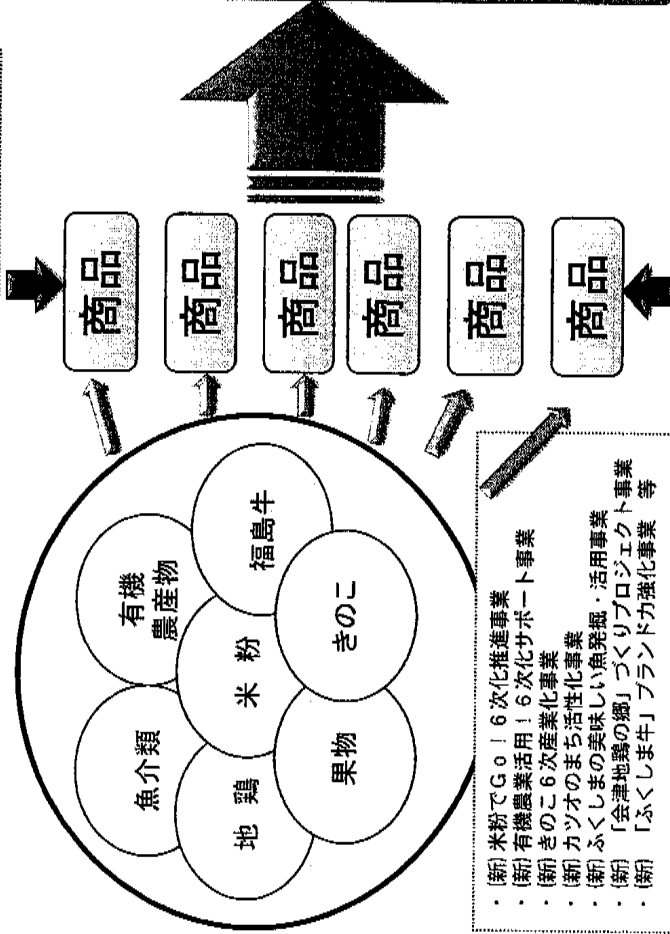 魚介類
有機
農産物
地鶏
米粉
福島牛
果物
きのこ
商品
商品
商品
商品
商品
商品
・(新)米粉でGo!6次化推進事業
・(新)有機農業活用!6次化サポート事業
・(新)きのこ6次産業化事業
・(新)カツオのまち活性化事業
・(新)ふくしまの美味しい魚発掘・活用事業
・(新)「会津地鶏の郷」づくりプロジェクト事業
・(新)「ふくしま牛」ブランド力強化事業 等